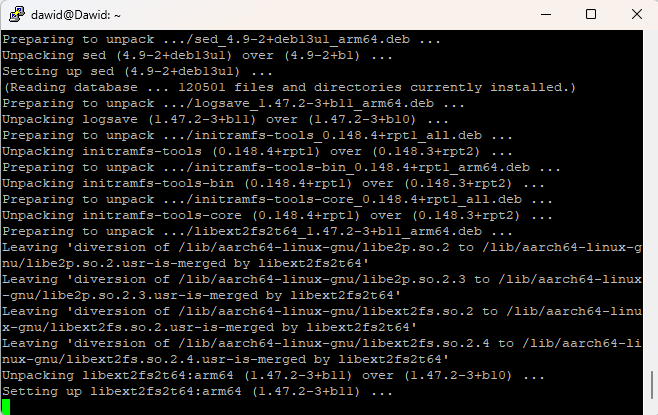 dawid@Dawid: ~
Preparing to unpack .../sed_4.9-2+deb13u1_arm64.deb ...
Unpacking sed (4.9-2+deb13u1) over (4.9-2+b1) ...
Setting up sed (4.9-2+deb13u1) ...
(Reading database ... 120501 files and directories currently installed.)
Preparing to unpack .../logsave_1.47.2-3+b11_arm64.deb ...
Unpacking logsave (1.47.2-3+b11) over (1.47.2-3+b10) ...
Preparing to unpack .../initramfs-tools_0.148.4+rpt1_all.deb ...
Unpacking initramfs-tools (0.148.4+rpt1) over (0.148.3+rpt2) ...
Preparing to unpack .../initramfs-tools-bin_0.148.4+rpt1_arm64.deb ...
Unpacking initramfs-tools-bin (0.148.4+rpt1) over (0.148.3+rpt2) ...
Preparing to unpack .../initramfs-tools-core_0.148.4+rpt1_all.deb ...
Unpacking initramfs-tools-core (0.148.4+rpt1) over (0.148.3+rpt2) ...
Preparing to unpack .../libext2fs2t64_1.47.2-3+b11_arm64.deb ...
Leaving 'diversion of /lib/aarch64-linux-gnu/libe2p.so.2 to /lib/aarch64-linux-g
nu/libe2p.so.2.usr-is-merged by libext2fs2t64'
Leaving 'diversion of /lib/aarch64-linux-gnu/libe2p.so.2.3 to /lib/aarch64-linux
-gnu/libe2p.so.2.3.usr-is-merged by libext2fs2t64'
Leaving 'diversion of /lib/aarch64-linux-gnu/libext2fs.so.2 to /lib/aarch64-linu
x-gnu/libext2fs.so.2.usr-is-merged by libext2fs2t64'
Leaving 'diversion of /lib/aarch64-linux-gnu/libext2fs.so.2.4 to /lib/aarch64-li
nux-gnu/libext2fs.so.2.4.usr-is-merged by libext2fs2t64'
Unpacking libext2fs2t64:arm64 (1.47.2-3+b11) over (1.47.2-3+b10) ...
Setting up libext2fs2t64:arm64 (1.47.2-3+b11) ...